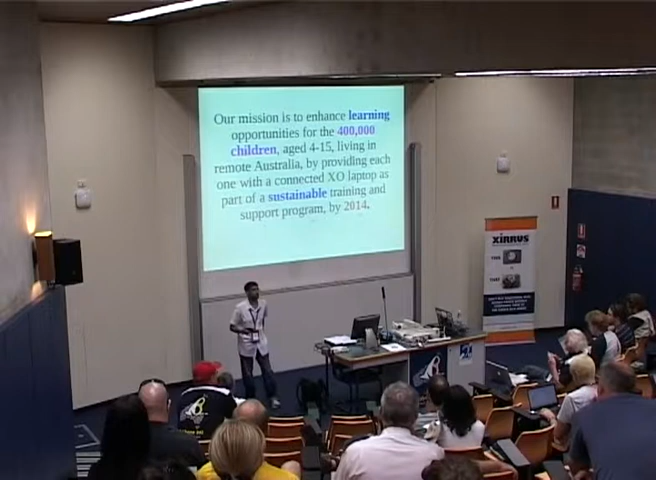 Our mission is to enhance learning
opportunities for the 400,000
children, aged 4-15, living in
remote Australia, by providing each
one with a connected XO laptop as
part of a sustainable training and
support program, by 2014.
XIRRUS